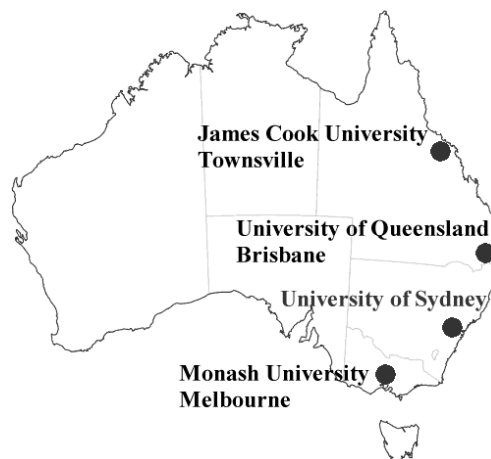 James Cook University
Townsville
University of Queensland
Brisbane
University of Sydney
Monash University
Melbourne